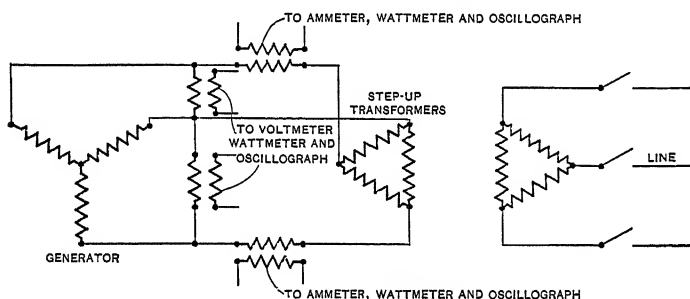 TO AMMETER, WATTMETER AND OSCILLOGRAPH
STEP-UP
TRANSFORMERS
TO VOLTMETER
WATTMETER AND
OSCILLOGRAPH
LINE
GENERATOR
TO AMMETER, WATTMETER AND OSCILLOGRAPH